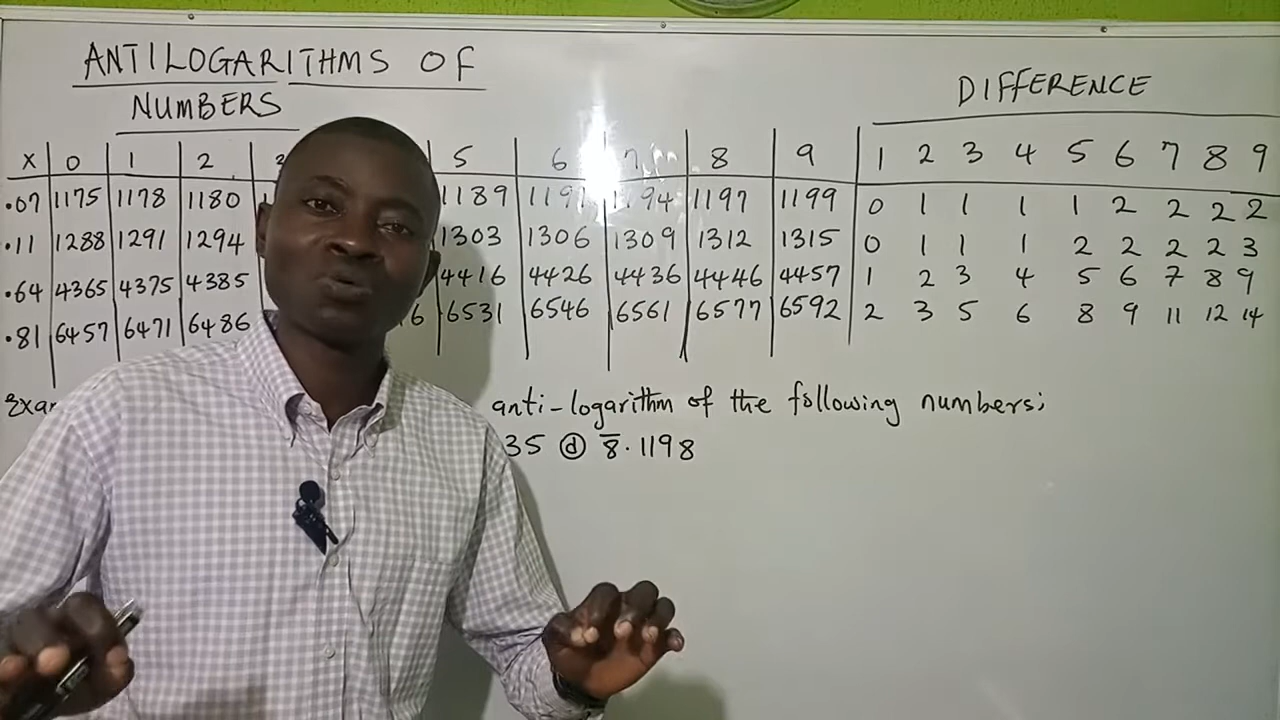 ANTILOGARITHMS OF
NUMBERS
DIFFERENCE
x 0 1 2 5 6 7 8 9 1 2 3 4 5 6 7 8 9
.07 1175 1178 1180 1189 1191 1194 1197 1199 0 1 1 1 1 2 2 2 2
.11 1288 1291 1294 1303 1306 1309 1312 1315 0 1 1 1 2 2 2 2 3
.64 4365 4375 4385 4416 4426 4436 4446 4457 1 2 3 4 5 6 7 8 9
.81 6457 6471 6486 6531 6546 6561 6577 6592 2 3 5 6 8 9 11 12 14
anti-logarithm of the following numbers;
35 ⓓ 8̅.1198